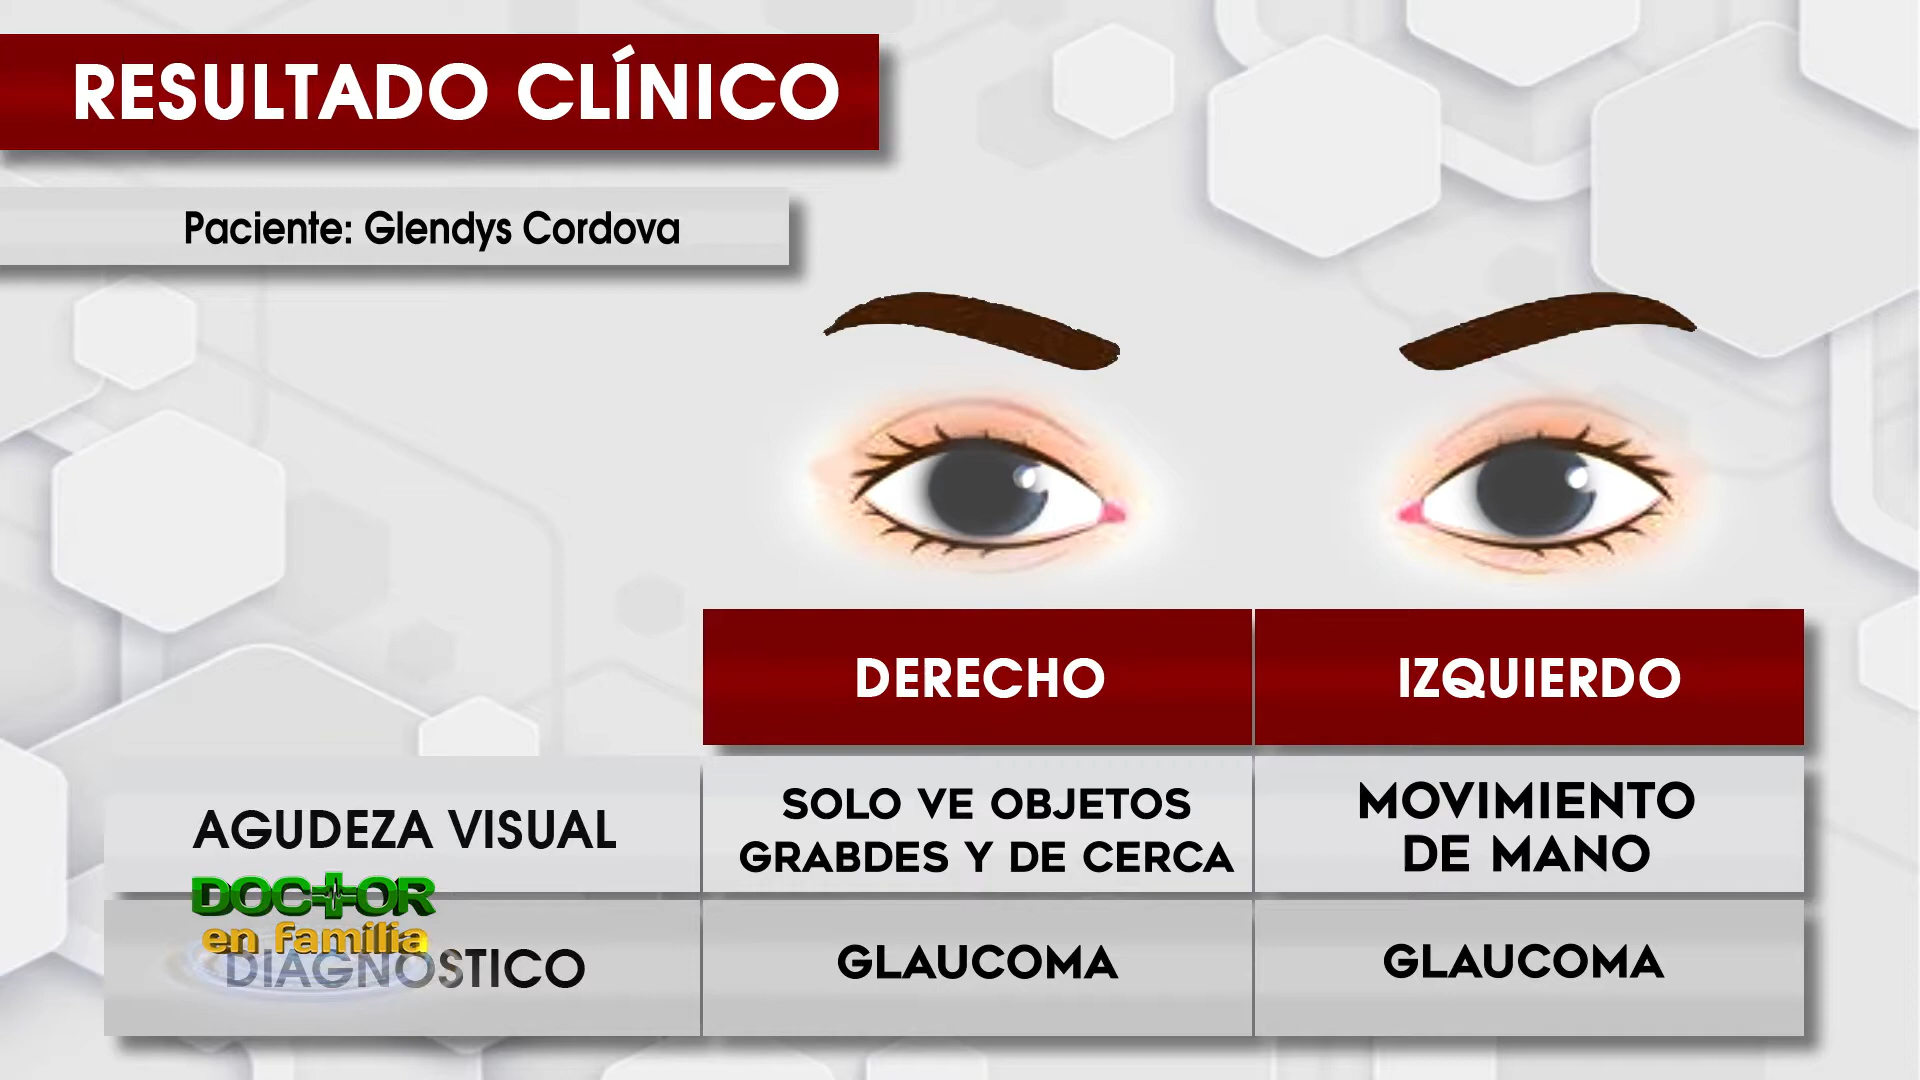 RESULTADO CLÍNICO
Paciente: Glendys Cordova
DERECHO
IZQUIERDO
AGUDEZA VISUAL
SOLO VE OBJETOS
GRABDES Y DE CERCA
MOVIMIENTO
DE MANO
DOCTOR
en familia
DIAGNOSTICO
GLAUCOMA
GLAUCOMA